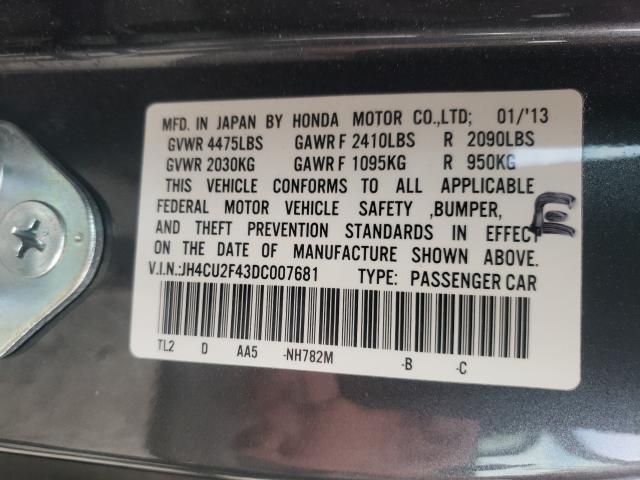 MFD. IN JAPAN BY HONDA MOTOR CO.,LTD; 01/'13
GVWR 4475LBS GAWR F 2410LBS R 2090LBS
GVWR 2030KG GAWR F 1095KG R 950KG
THIS VEHICLE CONFORMS TO ALL APPLICABLE
FEDERAL MOTOR VEHICLE SAFETY ,BUMPER,
AND THEFT PREVENTION STANDARDS IN EFFECT
ON THE DATE OF MANUFACTURE SHOWN ABOVE.
E
V.I.N.:JH4CU2F43DC007681 TYPE: PASSENGER CAR
TL2 D AA5 -NH782M -B -C